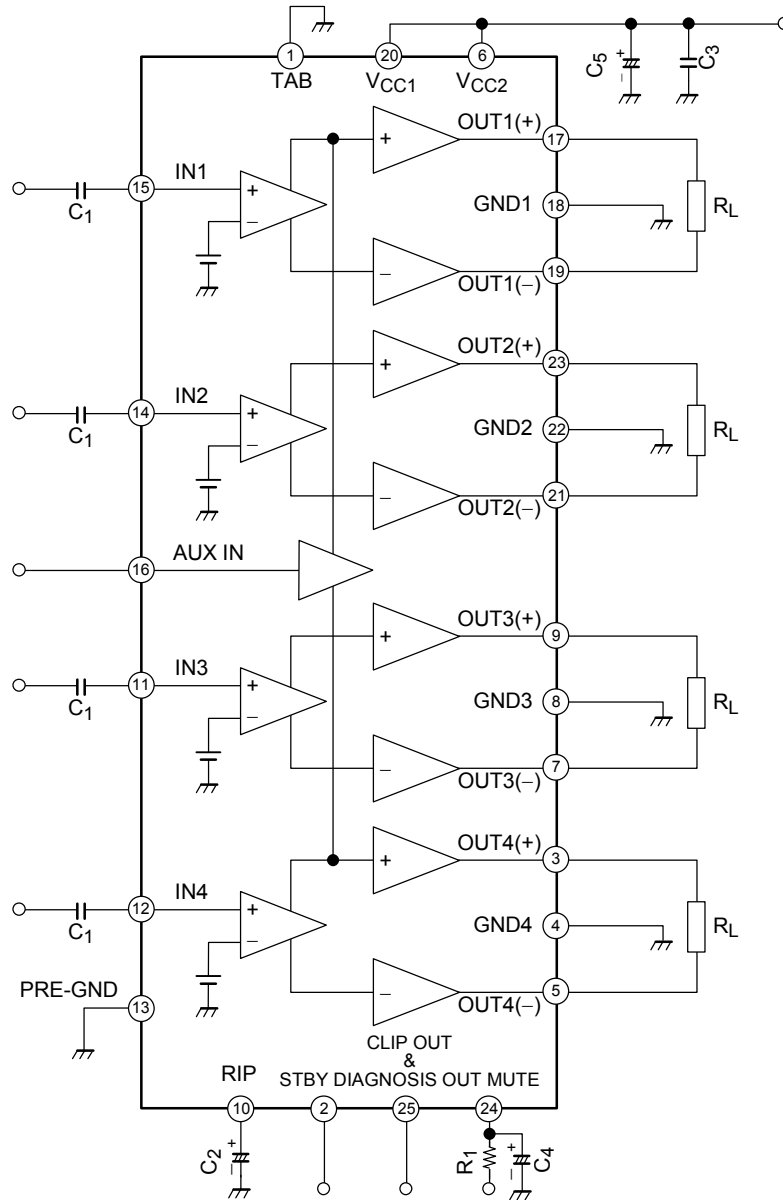 1
20
6
TAB
VCC1
VCC2
C5
+
−
C3
OUT1(+)
17
IN1
+
−
+
15
C1
GND1
18
RL
−
19
OUT1(−)
OUT2(+)
23
IN2
+
−
+
14
C1
GND2
22
RL
−
21
OUT2(−)
AUX IN
16
OUT3(+)
9
IN3
+
−
+
11
C1
GND3
8
RL
−
7
OUT3(−)
OUT4(+)
3
IN4
+
−
+
12
C1
GND4
4
RL
PRE-GND
13
−
5
OUT4(−)
CLIP OUT
&
RIP
STBY DIAGNOSIS OUT MUTE
10
2
25
24
C2
+
−
R1
+
−
C4